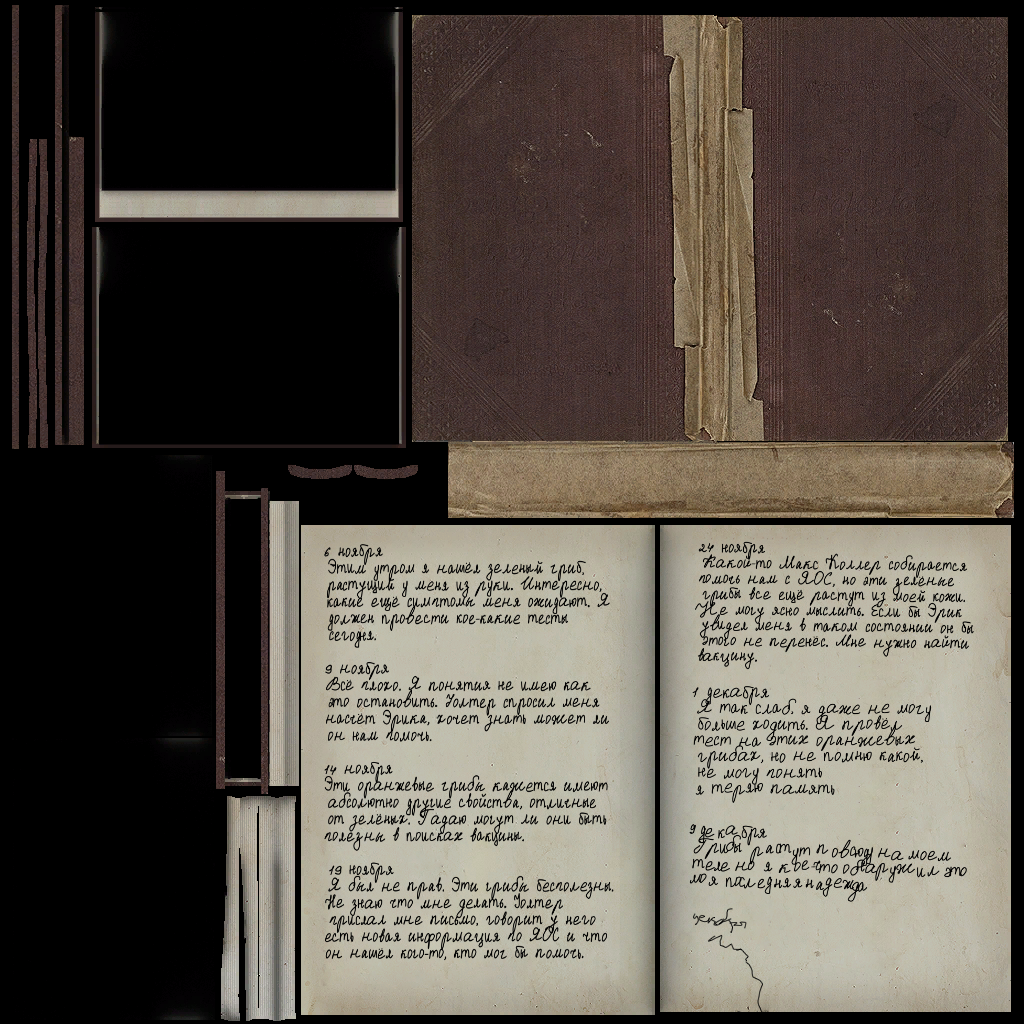 6 ноября
Этим утром я нашёл зеленый гриб,
растущий у меня из руки. Интересно,
какие ещё симптомы меня ожидают. Я
должен провести кое-какие тесты
сегодня.
9 ноября
Всё плохо. Я понятия не имею как
это остановить. Уолтер спросил меня
насчёт Эрика, хочет знать может ли
он нам помочь.
14 ноября
Эти оранжевые грибы кажется имеют
абсолютно другие свойства, отличные
от зелёных. Гадаю могут ли они быть
полезны в поисках вакцины.
19 ноября
Я был не прав. Эти грибы бесполезны.
Не знаю что мне делать. Уолтер
прислал мне письмо, говорит у него
есть новая информация по ЯОС и что
он нашёл кого-то, кто мог бы помочь.
24 ноября
Какой-то Макс Коллер собирается
помочь нам с ЯОС, но эти зеленые
грибы все ещё растут из моей кожи.
Не могу ясно мыслить. Если бы Эрик
увидел меня в таком состоянии он бы
этого не перенёс. Мне нужно найти
вакцину.
1 декабря
Я так слаб, я даже не могу
больше ходить. Я провёл
тест на этих оранжевых
грибах, но не помню какой,
не могу понять
я теряю память
9 декабря
Грибы растут повсюду на моем
теле но я кое-что обнаружил это
моя последняя надежда
декабря